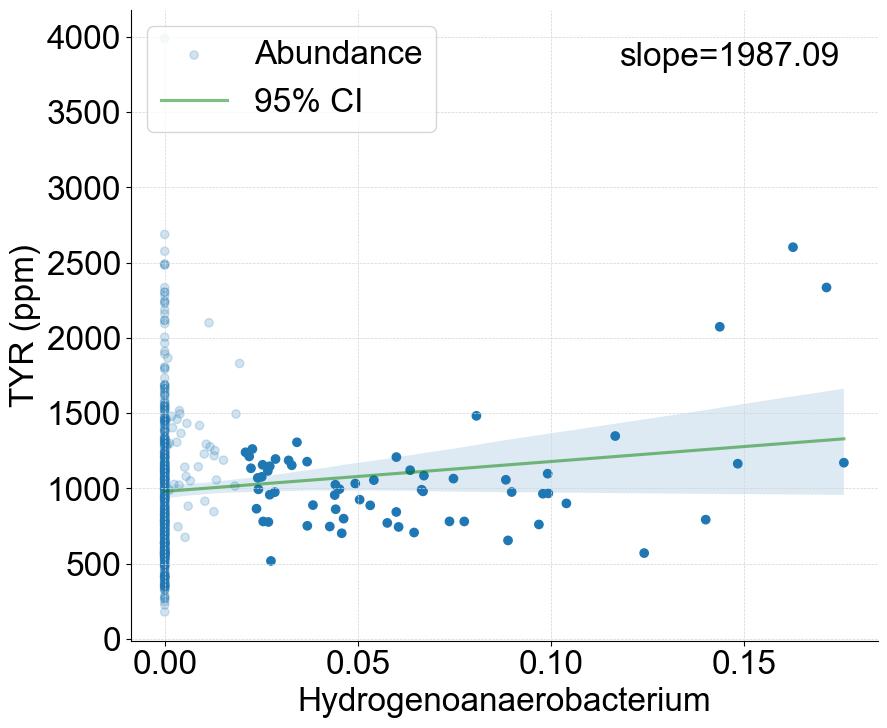 Abundance
95% CI
slope=1987.09
TYR (ppm)
4000
3500
3000
2500
2000
1500
1000
500
0
0.00
0.05
0.10
0.15
Hydrogenoanaerobacterium